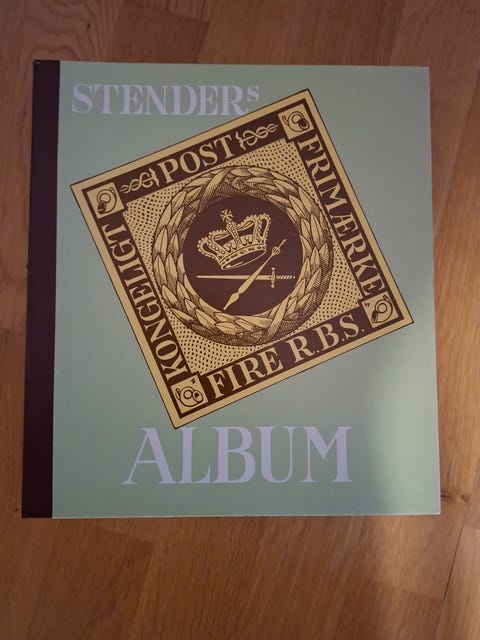 STENDERS
KONGELIGT
POST
FRIMÆRKE
FIRE R.B.S.
ALBUM